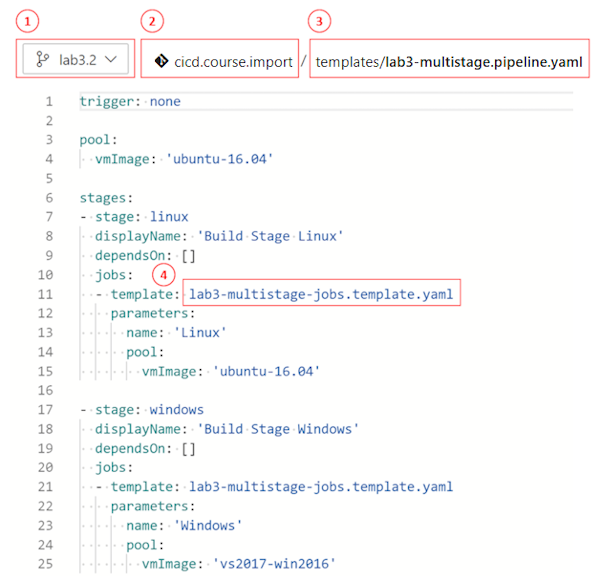 1 2 3
lab3.2 cicd.course.import / templates/lab3-multistage.pipeline.yaml
1 trigger: none
2
3 pool:
4   vmImage: 'ubuntu-16.04'
5
6 stages:
7 - stage: linux
8   displayName: 'Build Stage Linux'
9   dependsOn: []
10   jobs: 4
11   - template: lab3-multistage-jobs.template.yaml
12     parameters:
13       name: 'Linux'
14       pool:
15         vmImage: 'ubuntu-16.04'
16
17 - stage: windows
18   displayName: 'Build Stage Windows'
19   dependsOn: []
20   jobs:
21   - template: lab3-multistage-jobs.template.yaml
22     parameters:
23       name: 'Windows'
24       pool:
25         vmImage: 'vs2017-win2016'